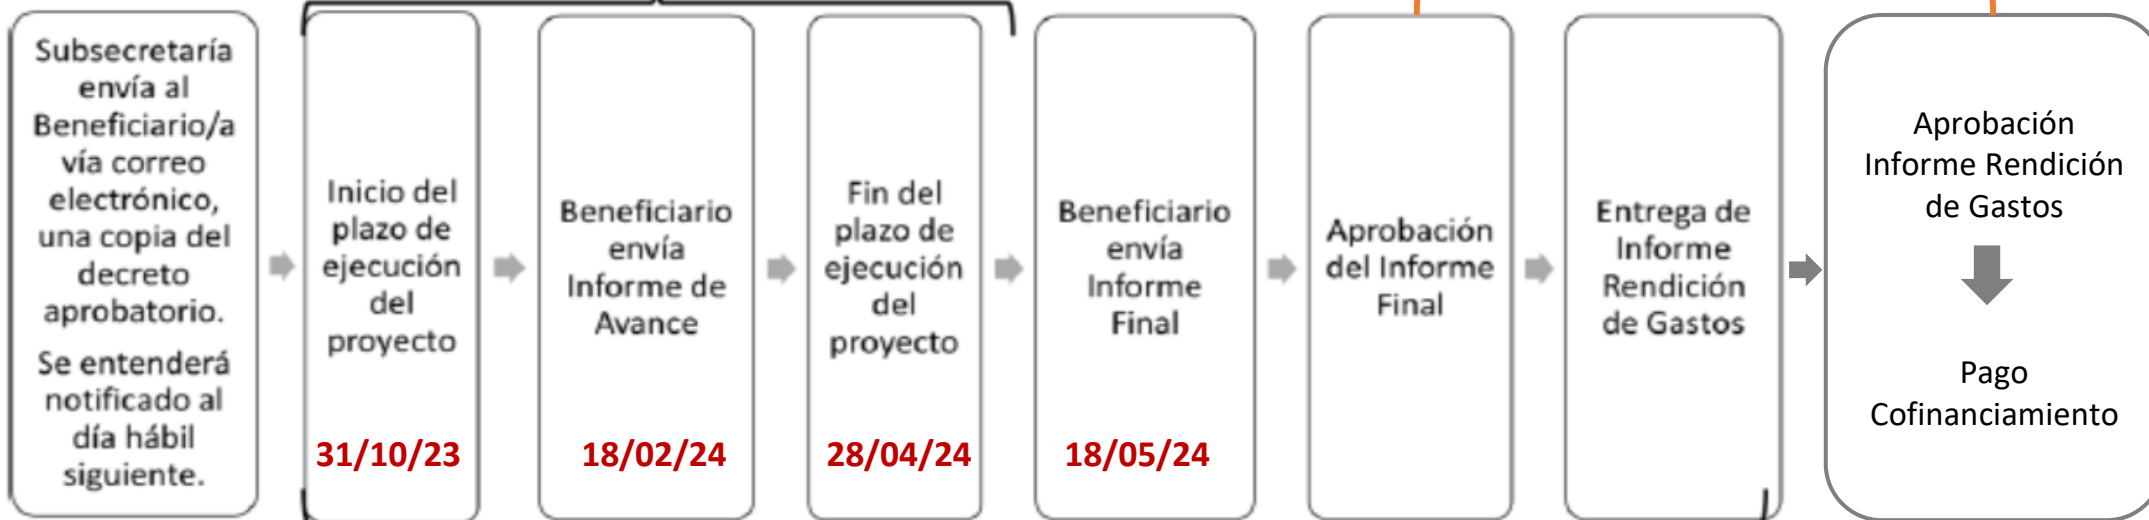 Subsecretaría
envía al
Beneficiario/a
vía correo
electrónico,
una copia del
decreto
aprobatorio.
Se entenderá
notificado al
día hábil
siguiente.
Inicio del
plazo de
ejecución
del
proyecto
31/10/23
Beneficiario
envía
Informe de
Avance
18/02/24
Fin del
plazo de
ejecución
del
proyecto
28/04/24
Beneficiario
envía
Informe
Final
18/05/24
Aprobación
del Informe
Final
Entrega de
Informe
Rendición
de Gastos
Aprobación
Informe Rendición
de Gastos
Pago
Cofinanciamiento